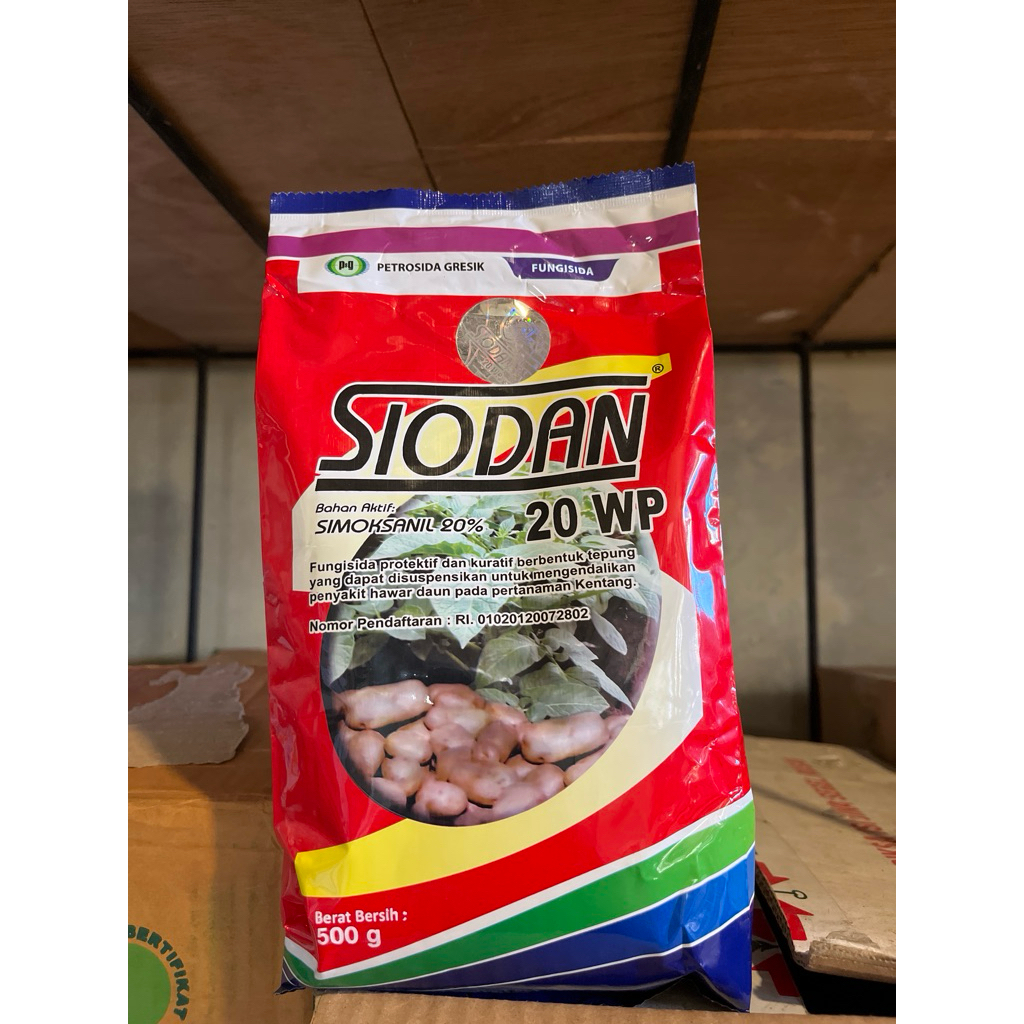 PETROSIDA GRESIK
FUNGISIDA
SIODAN®
Bahan Aktif:
SIMOKSANIL 20%
20 WP
Fungisida protektif dan kuratif berbentuk tepung
yang dapat disuspensikan untuk mengendalikan
penyakit hawar daun pada pertanaman Kentang.
Nomor Pendaftaran : RI. 01020120072802
Berat Bersih :
500 g